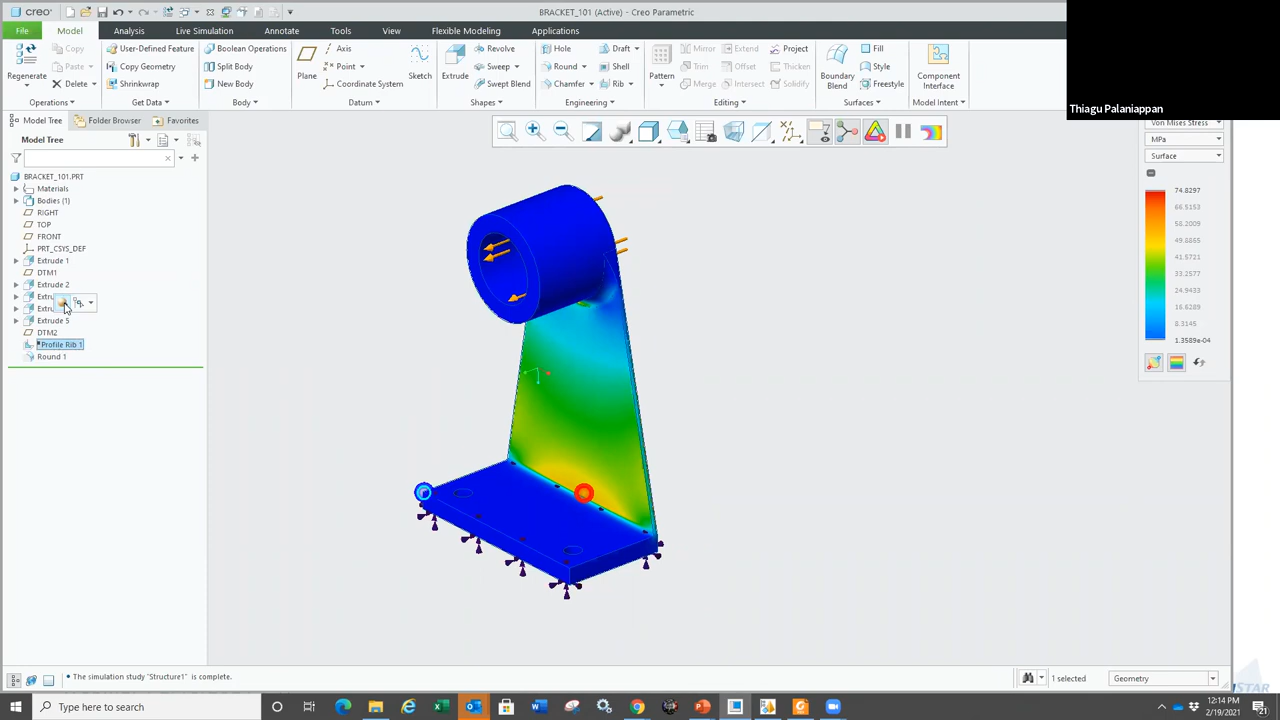 creo
BRACKET_101 (Active) - Creo Parametric
File Model Analysis Live Simulation Annotate Tools View Flexible Modeling Applications
Regenerate
Copy
Paste
Delete
Operations
User-Defined Feature
Copy Geometry
Shrinkwrap
Get Data
Boolean Operations
Split Body
New Body
Body
Plane
Axis
Point
Coordinate System
Sketch
Datum
Extrude
Revolve
Sweep
Swept Blend
Shapes
Hole
Round
Chamfer
Draft
Shell
Rib
Engineering
Pattern
Mirror
Trim
Merge
Extend
Offset
Intersect
Project
Thicken
Solidify
Editing
Boundary
Blend
Fill
Style
Freestyle
Surfaces
Component
Interface
Model Intent
Thiagu Palaniappan
Model Tree Folder Browser Favorites
Model Tree
BRACKET_101.PRT
Materials
Bodies (1)
RIGHT
TOP
FRONT
PRT_CSYS_DEF
Extrude 1
DTM1
Extrude 2
Extrude 5
DTM2
Profile Rib 1
Round 1
Von Mises Stress
MPa
Surface
74.8297
66.5153
58.2009
49.8865
33.2577
24.9433
16.6289
8.3145
1.3589e-04
The simulation study "Structure1" is complete.
1 selected
Geometry
Type here to search
12:14 PM
2/19/2021